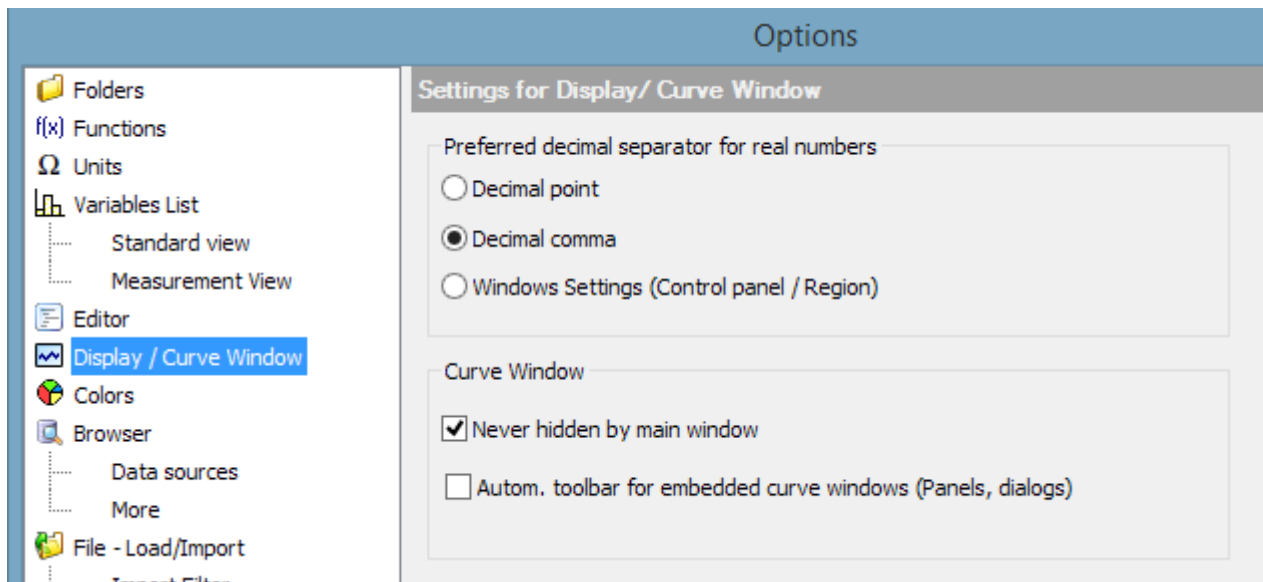 Options
Folders
f(x) Functions
Ω Units
Variables List
Standard view
Measurement View
Editor
Display / Curve Window
Colors
Browser
Data sources
More
File - Load/Import
Settings for Display/ Curve Window
Preferred decimal separator for real numbers
Decimal point
Decimal comma
Windows Settings (Control panel / Region)
Curve Window
Never hidden by main window
Autom. toolbar for embedded curve windows (Panels, dialogs)